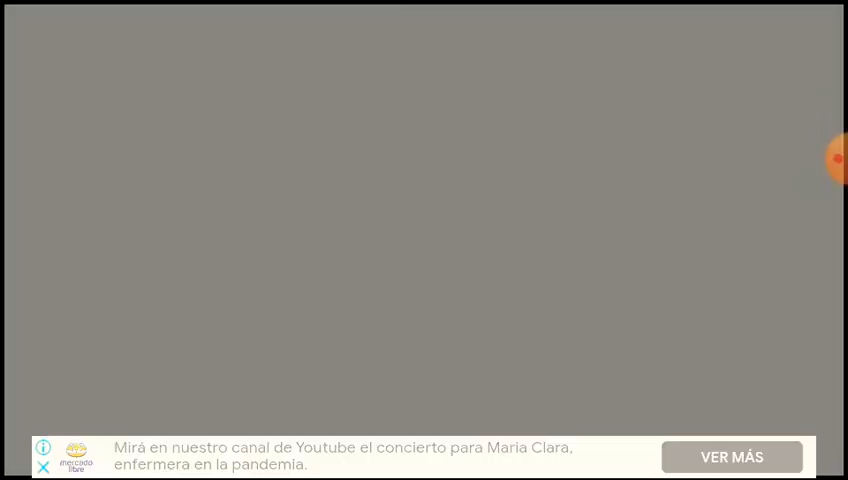 Mirá en nuestro canal de Youtube el concierto para Maria Clara,
enfermera en la pandemia.
VER MÁS
mercado
libre